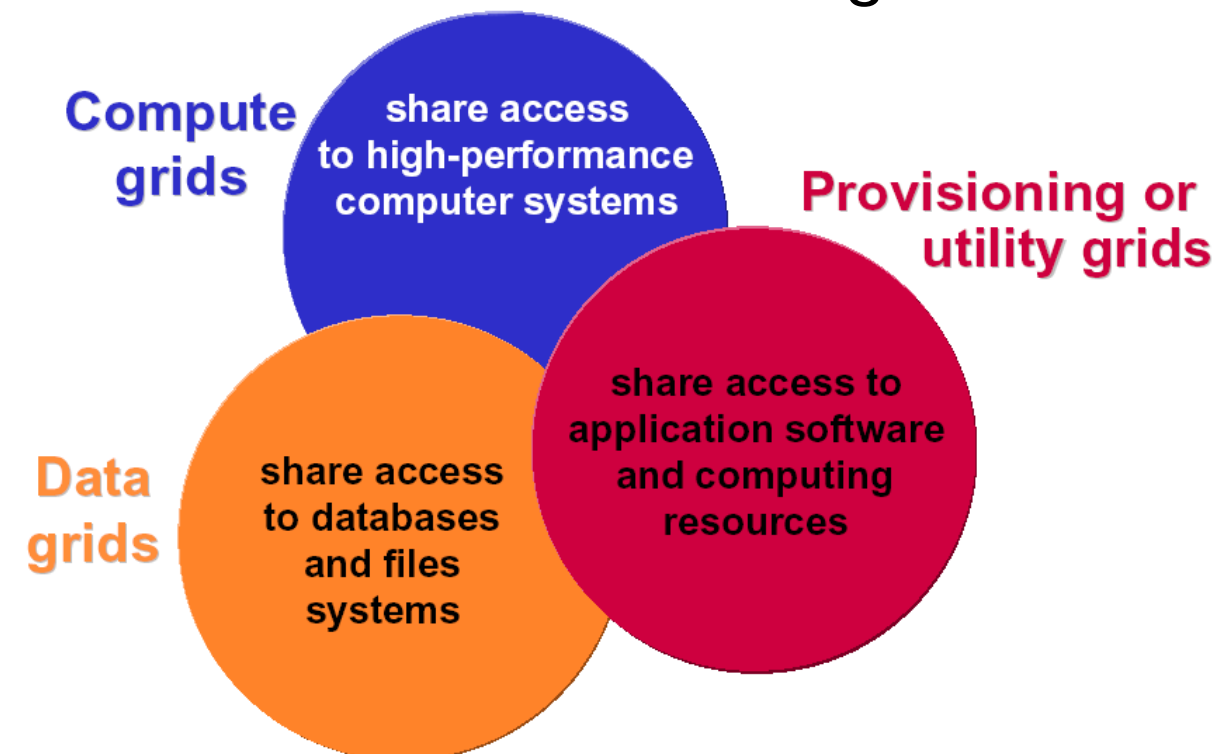 Compute
grids
share access
to high-performance
computer systems
Provisioning or
utility grids
share access to
application software
and computing
resources
Data
grids
share access
to databases
and files
systems